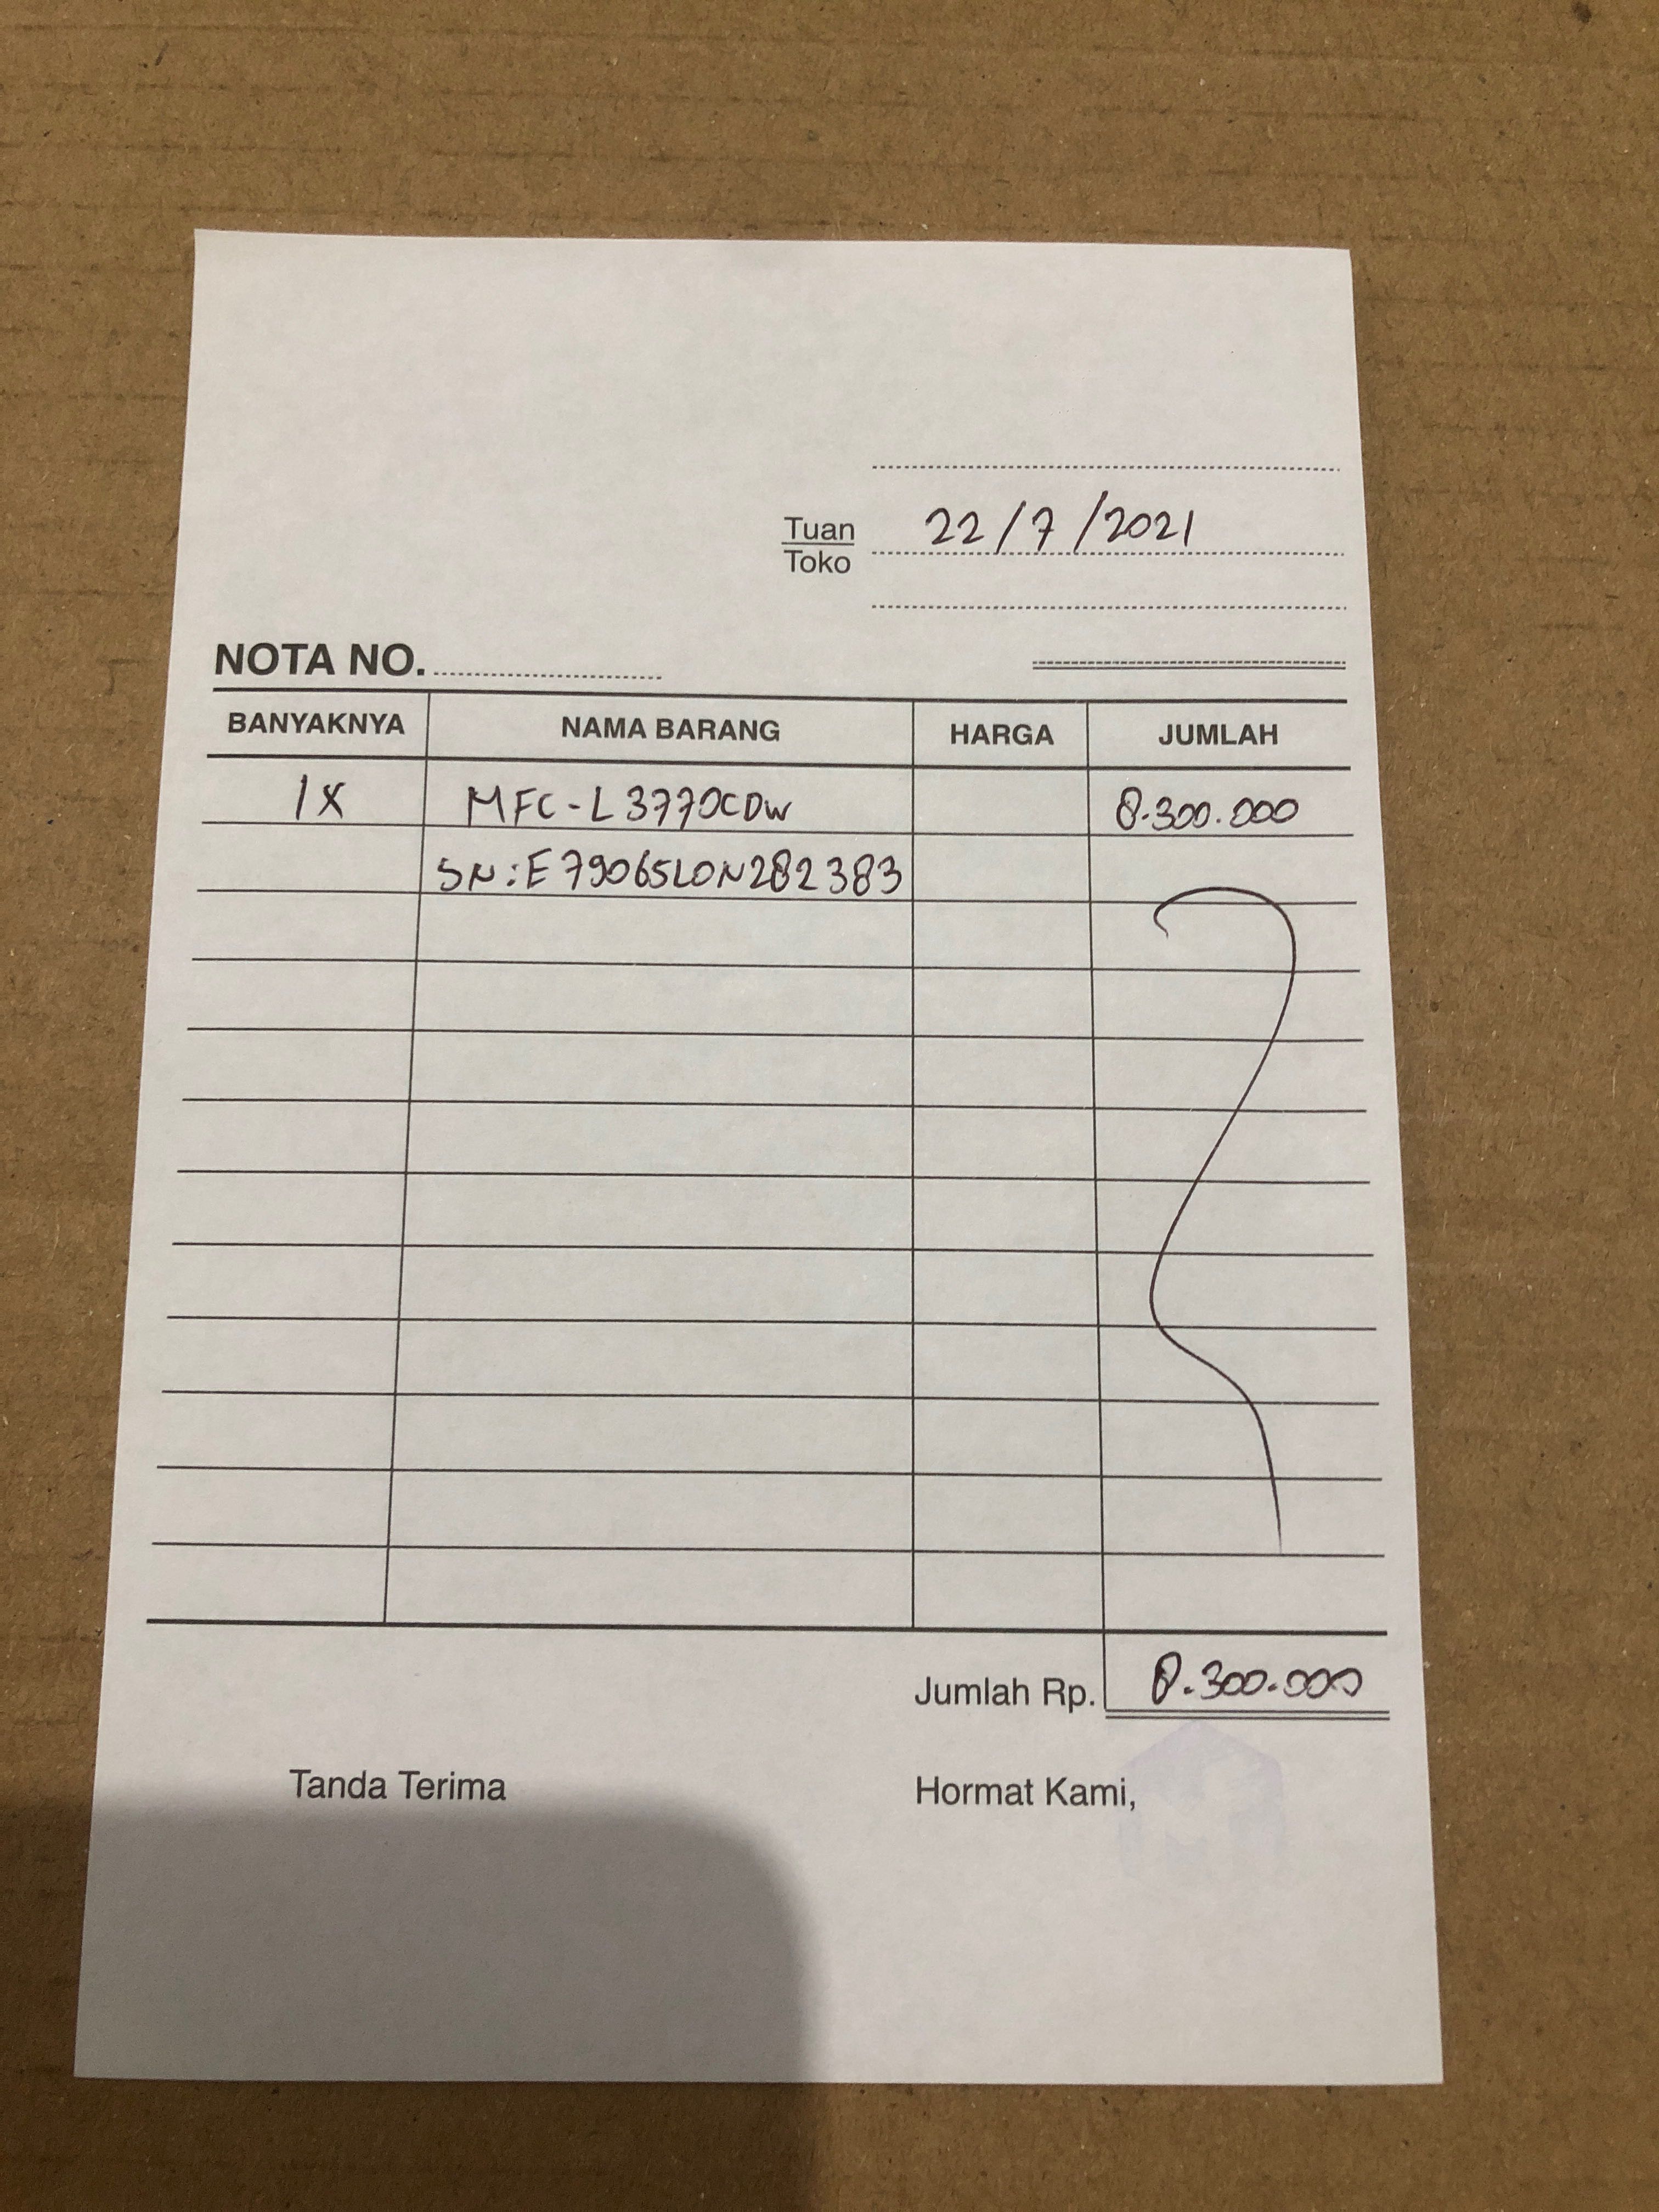 Tuan
Toko
22/7/2021
NOTA NO.
BANYAKNYA NAMA BARANG HARGA JUMLAH
1X MFC-L3770CDW 8.300.000
SN:E79065L0N282383
Jumlah Rp. 8.300.000
Tanda Terima Hormat Kami,